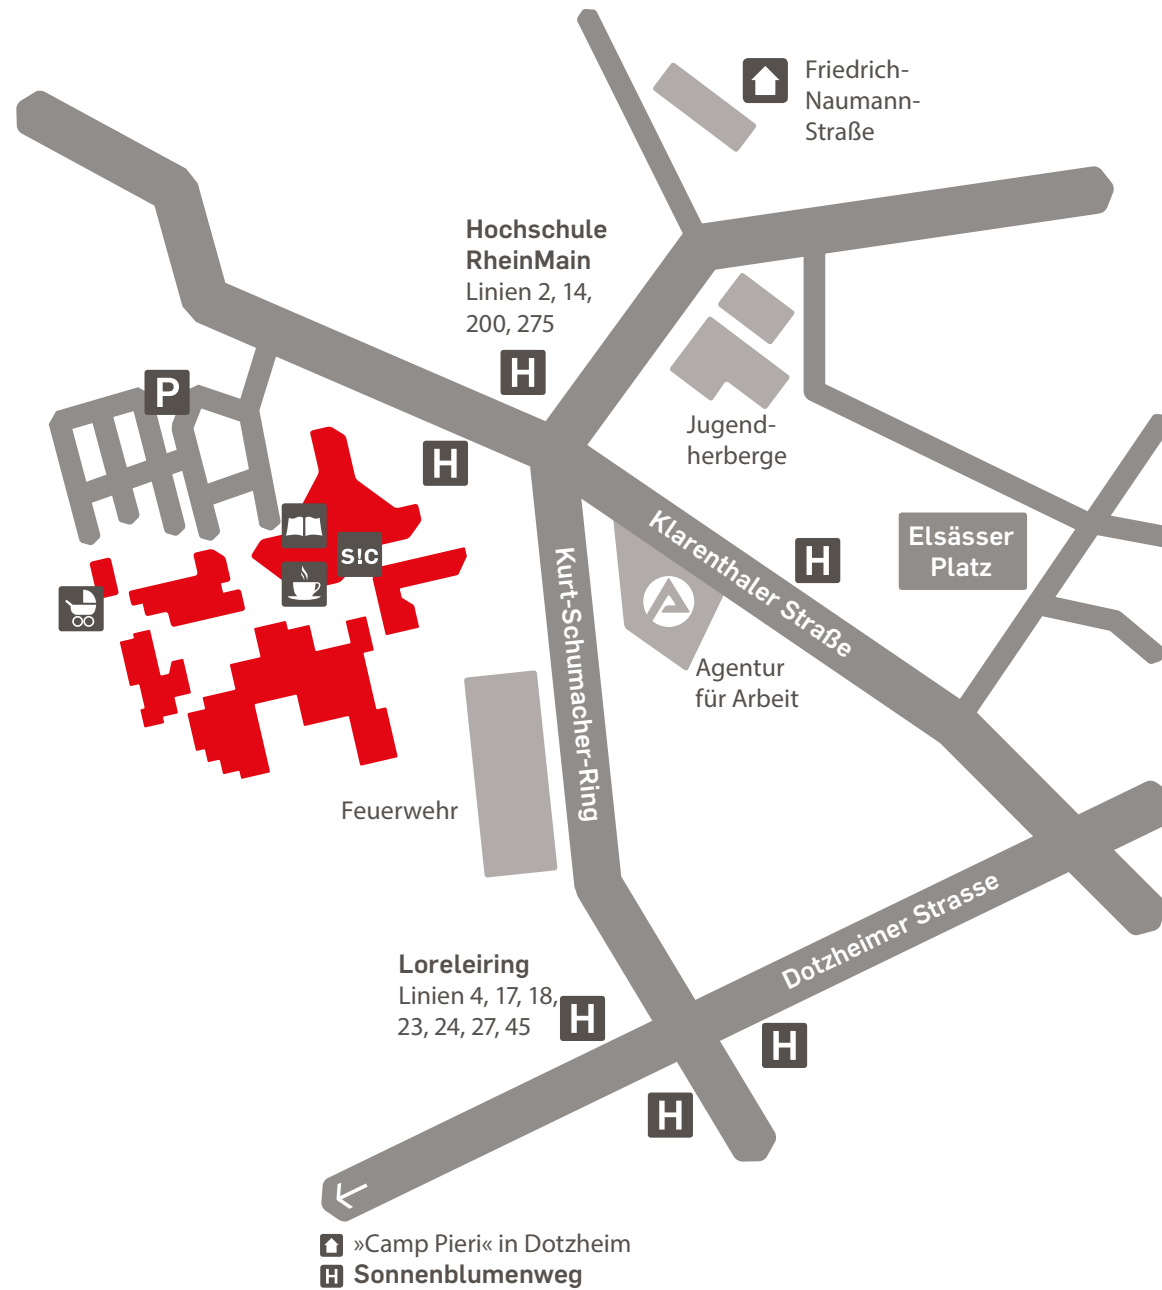 Friedrich-
Naumann-
Straße
Hochschule
RheinMain
Linien 2, 14,
200, 275
H
P
H
Jugend-
herberge
S!C
Klarenthaler Straße
H
Elsässer
Platz
Kurt-Schumacher-Ring
Agentur
für Arbeit
Feuerwehr
Dotzheimer Strasse
Loreleiring
Linien 4, 17, 18,
23, 24, 27, 45
H
H
H
»Camp Pieri« in Dotzheim
H Sonnenblumenweg